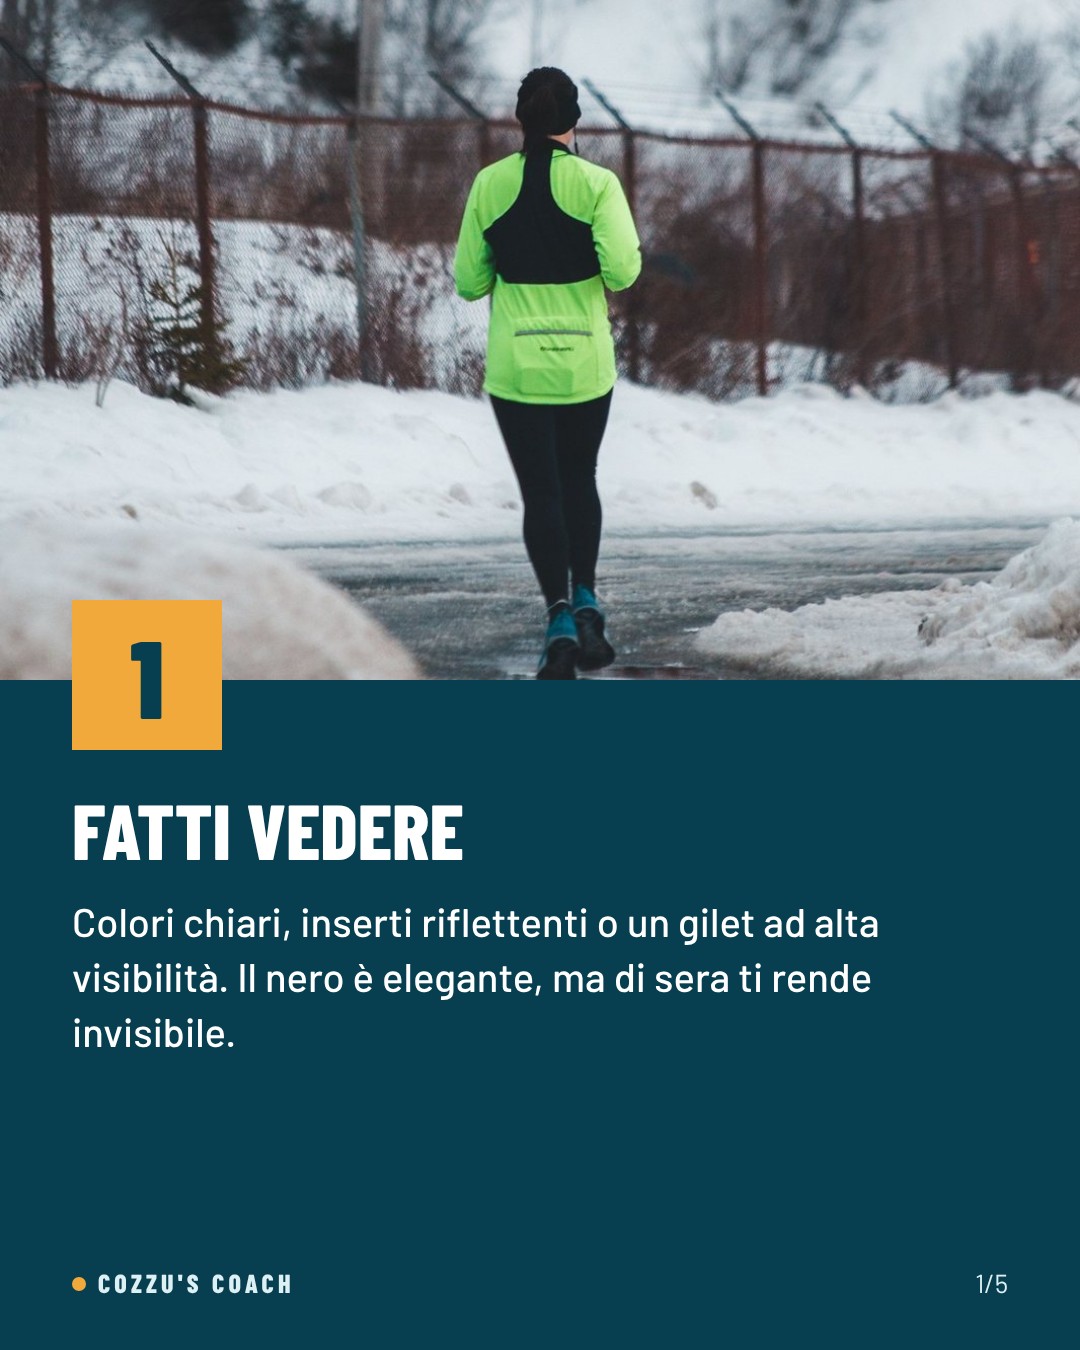 1
FATTI VEDERE
Colori chiari, inserti riflettenti o un gilet ad alta
visibilità. Il nero è elegante, ma di sera ti rende
invisibile.
COZZU'S COACH
1/5